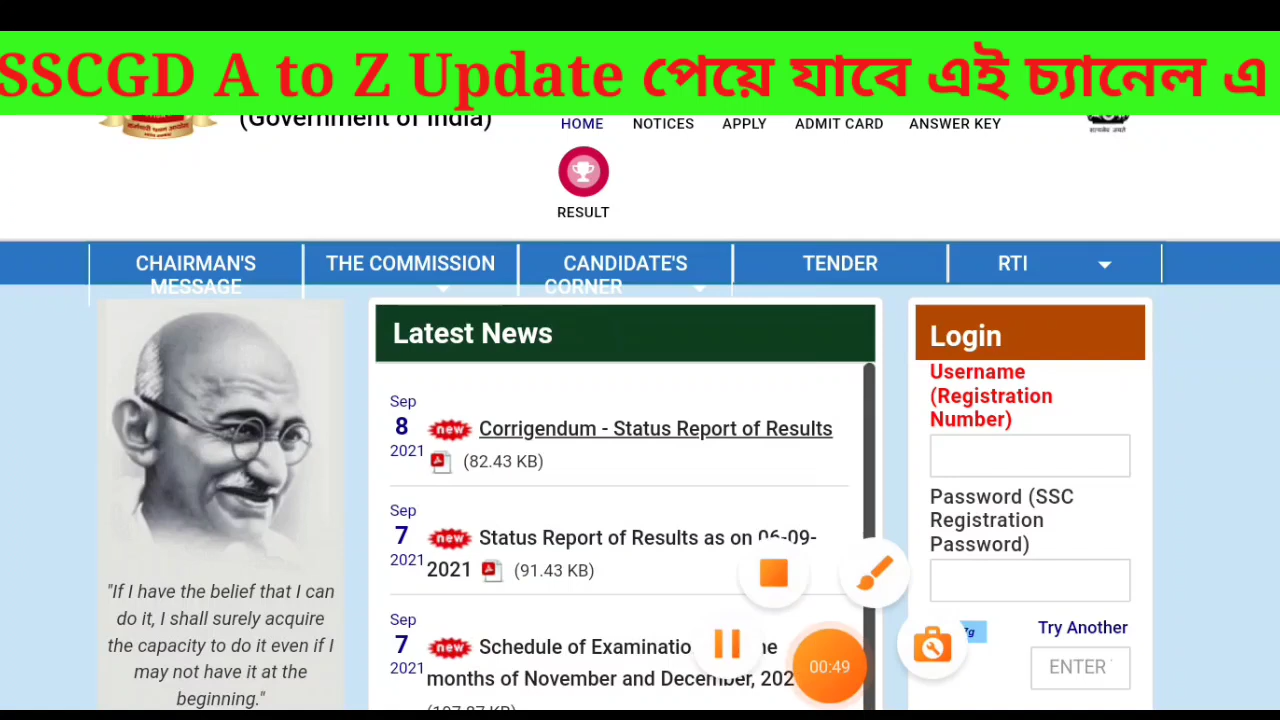 SSCGD A to Z Update পেয়ে যাবে এই চ্যানেল এ
(Government of India)
HOME NOTICES APPLY ADMIT CARD ANSWER KEY
RESULT
CHAIRMAN'S MESSAGE
THE COMMISSION
CANDIDATE'S CORNER
TENDER
RTI
"If I have the belief that I can
do it, I shall surely acquire
the capacity to do it even if I
may not have it at the
beginning."
Latest News
Sep
8
2021
new Corrigendum - Status Report of Results
(82.43 KB)
Sep
7
2021
new Status Report of Results as on 06-09-
2021 (91.43 KB)
Sep
7
2021
new Schedule of Examinatio
months of November and December, 202
Login
Username
(Registration
Number)
Password (SSC
Registration
Password)
Try Another
ENTER
00:49